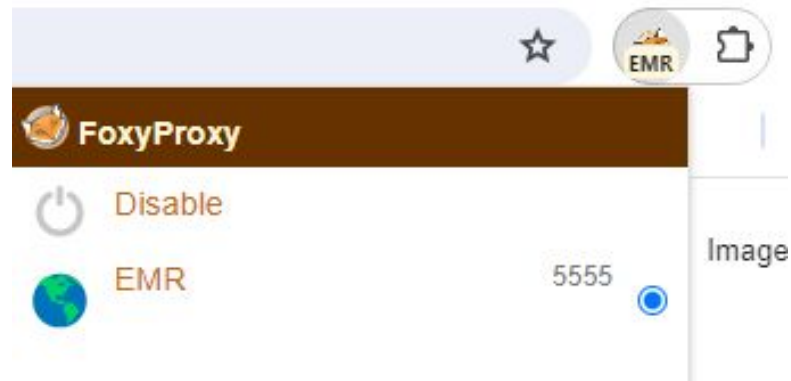 EMR
FoxyProxy
Disable
EMR 5555
Image